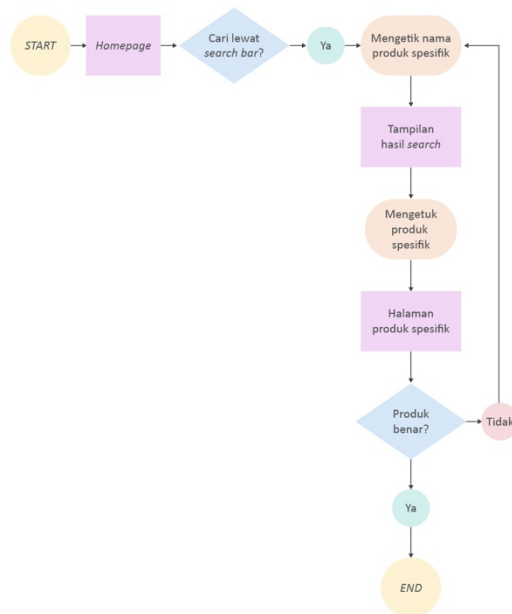 START
Homepage
Cari lewat
search bar?
Ya
Mengetik nama
produk spesifik
Tampilan
hasil search
Mengetuk
produk
spesifik
Halaman
produk spesifik
Produk
benar?
Tidak
Ya
END